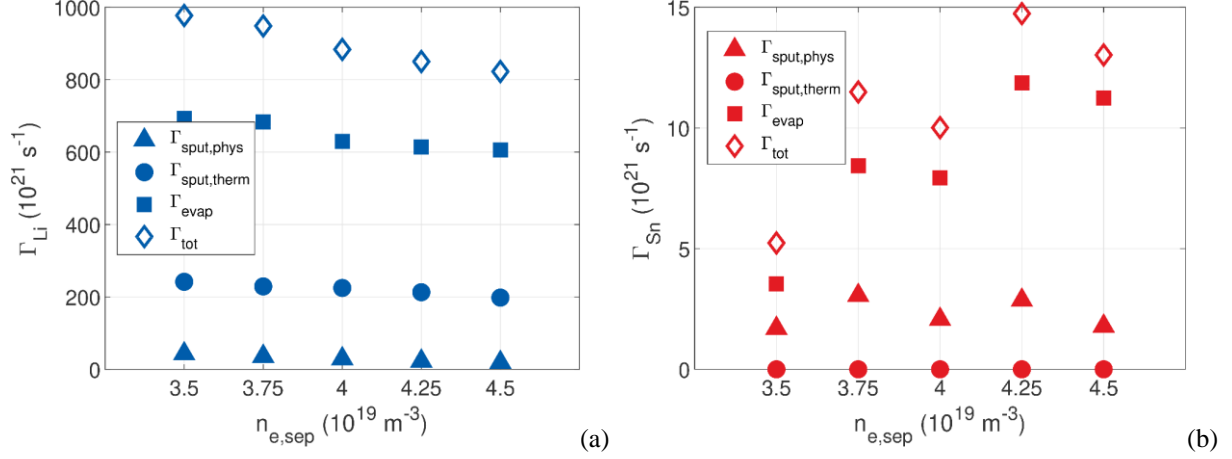 1000
800
600
400
200
0
Γ_Li (10^21 s^-1)
Γ_sput,phys
Γ_sput,therm
Γ_evap
Γ_tot
3.5 3.75 4 4.25 4.5
n_e,sep (10^19 m^-3)
(a)
15
10
5
0
Γ_Sn (10^21 s^-1)
Γ_sput,phys
Γ_sput,therm
Γ_evap
Γ_tot
3.5 3.75 4 4.25 4.5
n_e,sep (10^19 m^-3)
(b)